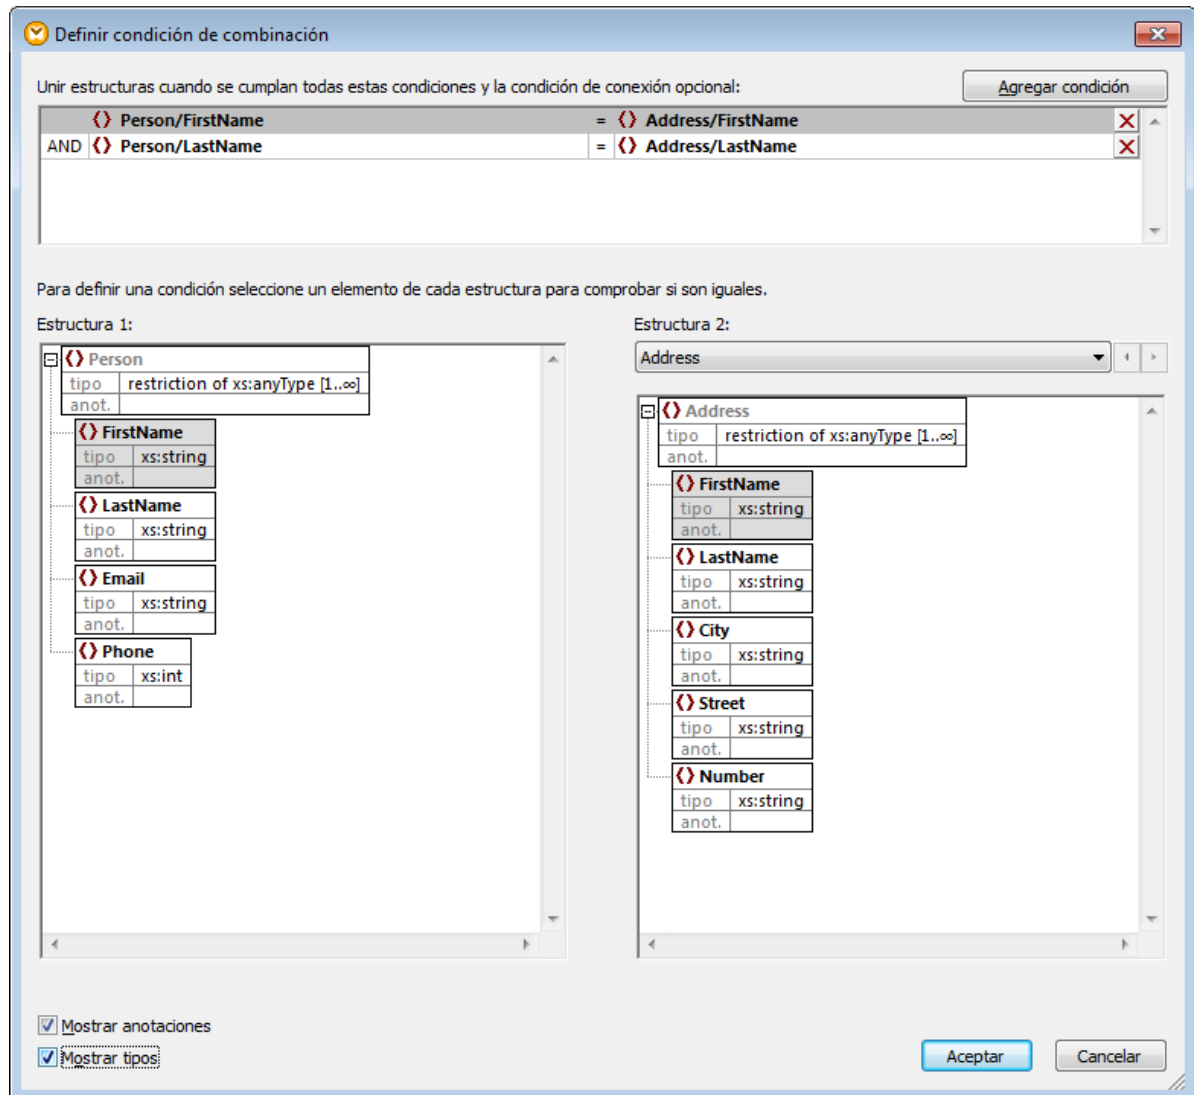 Definir condición de combinación
Unir estructuras cuando se cumplan todas estas condiciones y la condición de conexión opcional:
Agregar condición
Person/FirstName = Address/FirstName
AND Person/LastName = Address/LastName
Para definir una condición seleccione un elemento de cada estructura para comprobar si son iguales.
Estructura 1:
Person
tipo restriction of xs:anyType [1..∞]
anot.
FirstName
tipo xs:string
anot.
LastName
tipo xs:string
anot.
Email
tipo xs:string
anot.
Phone
tipo xs:int
anot.
Estructura 2:
Address
Address
tipo restriction of xs:anyType [1..∞]
anot.
FirstName
tipo xs:string
anot.
LastName
tipo xs:string
anot.
City
tipo xs:string
anot.
Street
tipo xs:string
anot.
Number
tipo xs:string
anot.
Mostrar anotaciones
Mostrar tipos
Aceptar
Cancelar